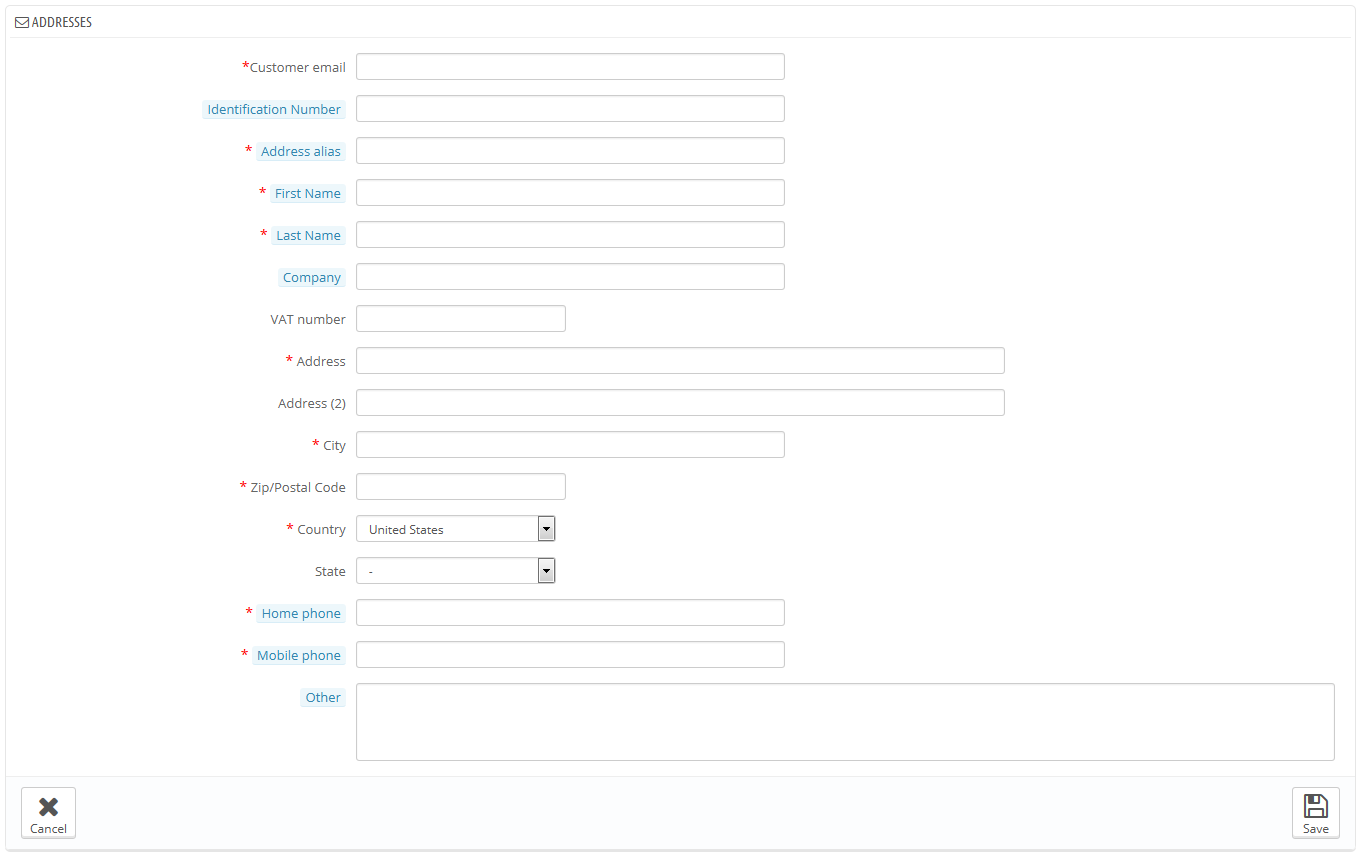 ADDRESSES
*Customer email
Identification Number
* Address alias
* First Name
* Last Name
Company
VAT number
* Address
Address (2)
* City
* Zip/Postal Code
* Country United States
State -
* Home phone
* Mobile phone
Other
Cancel Save